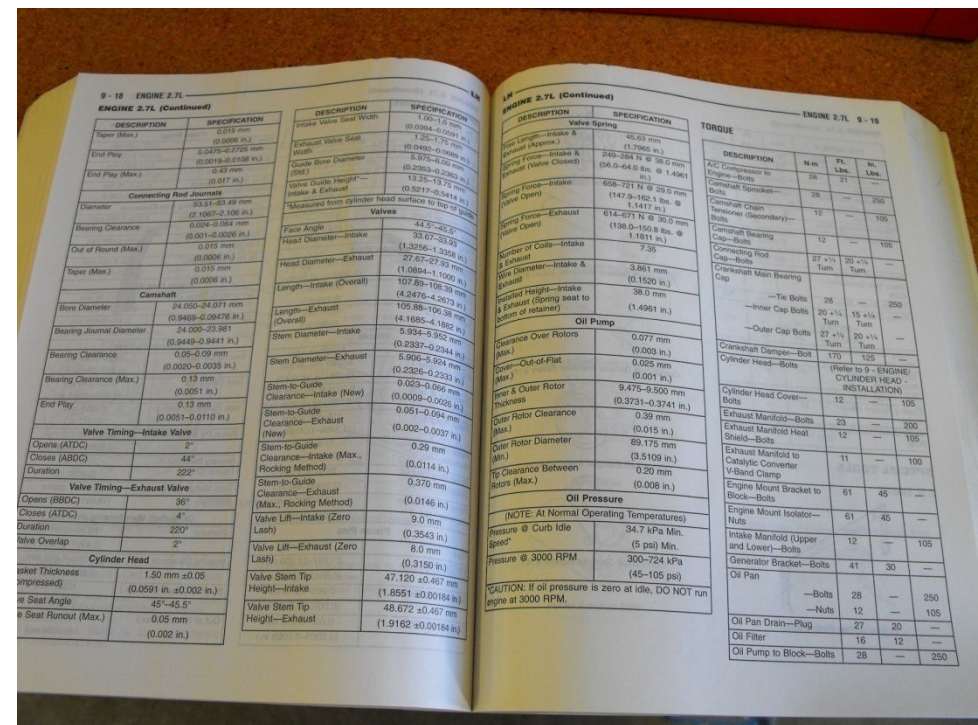 9 - 18 ENGINE 2.7L
LH
ENGINE 2.7L (Continued)
DESCRIPTION SPECIFICATION
Taper (Max.) 0.015 mm
(0.0006 in.)
End Play 0.0475–0.2725 mm
(0.0018–0.0108 in.)
End Play (Max.) 0.43 mm
(0.017 in.)
Connecting Rod Journals
Diameter 53.51–53.49 mm
(2.1067–2.106 in.)
Bearing Clearance 0.024–0.064 mm
(0.001–0.0026 in.)
Out of Round (Max.) 0.015 mm
(0.0006 in.)
Taper (Max.) 0.015 mm
(0.0006 in.)
Camshaft
Bore Diameter 24.050–24.071 mm
(0.9469–0.09476 in.)
Bearing Journal Diameter 24.000–23.981
(0.9449–0.9441 in.)
Bearing Clearance 0.05–0.09 mm
(0.0020–0.0035 in.)
Bearing Clearance (Max.) 0.13 mm
(0.0051 in.)
End Play 0.13 mm
(0.0051–0.0110 in.)
Valve Timing—Intake Valve
Opens (ATDC) 2°
Closes (ABDC) 44°
Duration 222°
Valve Timing—Exhaust Valve
Opens (BBDC) 36°
Closes (ATDC) 4°
Duration 220°
Valve Overlap 2°
Cylinder Head
Gasket Thickness 1.50 mm ±0.05
(0.0591 in. ±0.002 in.)
Seat Angle 45°–45.5°
Seat Runout (Max.) 0.05 mm
(0.002 in.)
DESCRIPTION SPECIFICATION
Intake Valve Seat Width 1.00–1.5 mm
(0.0394–0.0591 in.)
Exhaust Valve Seat
Width 1.25–1.75 mm
(0.0492–0.0689 in.)
Guide Bore Diameter
(Std.) 5.975–6.00 mm
(0.2353–0.2363 in.)
Valve Guide Height*—
Intake & Exhaust 13.25–13.75 mm
(0.5217–0.5414 in.)
*Measured from cylinder head surface to top of guide
Valves
Face Angle 44.5°–45.5°
Head Diameter—Intake 33.67–33.93
(1.3256–1.3358 in.)
Head Diameter—Exhaust 27.67–27.93 mm
(1.0894–1.1000 in.)
Length—Intake (Overall) 107.89–108.39 mm
(4.2476–4.2673 in.)
Length—Exhaust
(Overall) 105.88–106.38 mm
(4.1685–4.1882 in.)
Stem Diameter—Intake 5.934–5.952 mm
(0.2337–0.2344 in.)
Stem Diameter—Exhaust 5.906–5.924 mm
(0.2326–0.2333 in.)
Stem-to-Guide
Clearance—Intake (New) 0.023–0.066 mm
(0.0009–0.0026 in.)
Stem-to-Guide
Clearance—Exhaust
(New) 0.051–0.094 mm
(0.002–0.0037 in.)
Stem-to-Guide
Clearance—Intake (Max.,
Rocking Method) 0.29 mm
(0.0114 in.)
Stem-to-Guide
Clearance—Exhaust
(Max., Rocking Method) 0.370 mm
(0.0146 in.)
Valve Lift—Intake (Zero
Lash) 9.0 mm
(0.3543 in.)
Valve Lift—Exhaust (Zero
Lash) 8.0 mm
(0.3150 in.)
Valve Stem Tip
Height—Intake 47.120 ±0.467 mm
(1.8551 ±0.00184 in.)
Valve Stem Tip
Height—Exhaust 48.672 ±0.467 mm
(1.9162 ±0.00184 in.)
LH
ENGINE 2.7L 9 - 19
ENGINE 2.7L (Continued)
DESCRIPTION SPECIFICATION
Valve Spring
Free Length—Intake &
Exhaust (Approx.) 45.63 mm
(1.7965 in.)
Spring Force—Intake &
Exhaust (Valve Closed) 249–284 N @ 38.0 mm
(56.0–64.0 lbs. @ 1.4961
in.)
Spring Force—Intake
(Valve Open) 658–721 N @ 29.0 mm
(147.9–162.1 lbs. @
1.1417 in.)
Spring Force—Exhaust
(Valve Open) 614–671 N @ 30.0 mm
(138.0–150.8 lbs. @
1.1811 in.)
Number of Coils—Intake
& Exhaust 7.35
Wire Diameter—Intake &
Exhaust 3.861 mm
(0.1520 in.)
Installed Height—Intake
& Exhaust (Spring seat to
bottom of retainer) 38.0 mm
(1.4961 in.)
Oil Pump
Clearance Over Rotors
(Max.) 0.077 mm
(0.003 in.)
Cover—Out-of-Flat
(Max.) 0.025 mm
(0.001 in.)
Inner & Outer Rotor
Thickness 9.475–9.500 mm
(0.3731–0.3741 in.)
Outer Rotor Clearance
(Max.) 0.39 mm
(0.015 in.)
Outer Rotor Diameter
(Min.) 89.175 mm
(3.5109 in.)
Tip Clearance Between
Rotors (Max.) 0.20 mm
(0.008 in.)
Oil Pressure
(NOTE: At Normal Operating Temperatures)
Pressure @ Curb Idle
Speed* 34.7 kPa Min.
(5 psi) Min.
Pressure @ 3000 RPM 300–724 kPa
(45–105 psi)
*CAUTION: If oil pressure is zero at idle, DO NOT run
engine at 3000 RPM.
TORQUE
DESCRIPTION N·m Ft. Lbs. In. Lbs.
A/C Compressor to
Engine—Bolts 28 21 —
Camshaft Sprocket—
Bolts 28 — 250
Camshaft Chain
Tensioner (Secondary)—
Bolts 12 — 105
Camshaft Bearing
Cap—Bolts 12 — 105
Connecting Rod
Cap—Bolts 27 +¼ Turn 20 +¼ Turn —
Crankshaft Main Bearing
Cap
—Tie Bolts 28 — 250
—Inner Cap Bolts 20 +¼ Turn 15 +¼ Turn —
—Outer Cap Bolts 27 +¼ Turn 20 +¼ Turn —
Crankshaft Damper—Bolt 170 125 —
Cylinder Head—Bolts (Refer to 9 - ENGINE/
CYLINDER HEAD -
INSTALLATION)
Cylinder Head Cover—
Bolts 12 — 105
Exhaust Manifold—Bolts 23 — 200
Exhaust Manifold Heat
Shield—Bolts 12 — 105
Exhaust Manifold to
Catalytic Converter
V-Band Clamp 11 — 100
Engine Mount Bracket to
Block—Bolts 61 45 —
Engine Mount Isolator—
Nuts 61 45 —
Intake Manifold (Upper
and Lower)—Bolts 12 — 105
Generator Bracket—Bolts 41 30 —
Oil Pan
—Bolts 28 — 250
—Nuts 12 — 105
Oil Pan Drain—Plug 27 20 —
Oil Filter 16 12 —
Oil Pump to Block—Bolts 28 — 250